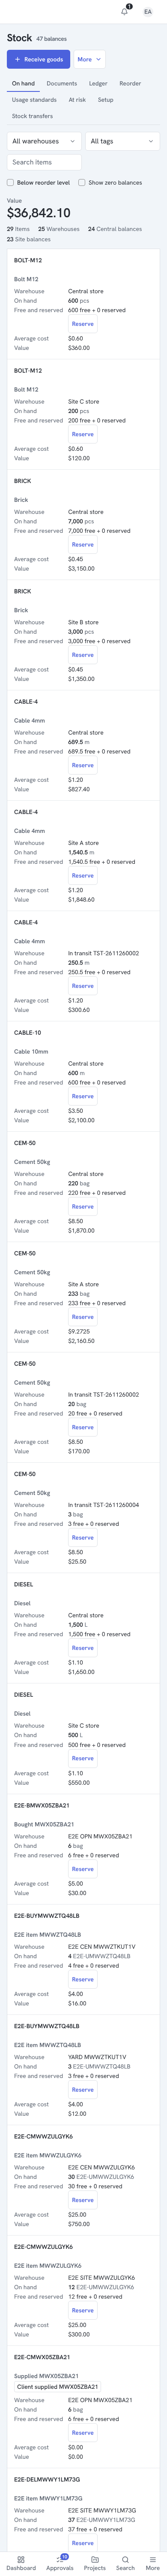 1
EA
Stock 47 balances
+ Receive goods
More
On hand Documents Ledger Reorder
Usage standards At risk Setup
Stock transfers
All warehouses
All tags
Search items
Below reorder level Show zero balances
Value
$36,842.10
29 Items 25 Warehouses 24 Central balances
23 Site balances
BOLT-M12
Bolt M12
Warehouse Central store
On hand 600 pcs
Free and reserved 600 free + 0 reserved
Reserve
Average cost $0.60
Value $360.00
BOLT-M12
Bolt M12
Warehouse Site C store
On hand 200 pcs
Free and reserved 200 free + 0 reserved
Reserve
Average cost $0.60
Value $120.00
BRICK
Brick
Warehouse Central store
On hand 7,000 pcs
Free and reserved 7,000 free + 0 reserved
Reserve
Average cost $0.45
Value $3,150.00
BRICK
Brick
Warehouse Site B store
On hand 3,000 pcs
Free and reserved 3,000 free + 0 reserved
Reserve
Average cost $0.45
Value $1,350.00
CABLE-4
Cable 4mm
Warehouse Central store
On hand 689.5 m
Free and reserved 689.5 free + 0 reserved
Reserve
Average cost $1.20
Value $827.40
CABLE-4
Cable 4mm
Warehouse Site A store
On hand 1,540.5 m
Free and reserved 1,540.5 free + 0 reserved
Reserve
Average cost $1.20
Value $1,848.60
CABLE-4
Cable 4mm
Warehouse In transit TST-2611260002
On hand 250.5 m
Free and reserved 250.5 free + 0 reserved
Reserve
Average cost $1.20
Value $300.60
CABLE-10
Cable 10mm
Warehouse Central store
On hand 600 m
Free and reserved 600 free + 0 reserved
Reserve
Average cost $3.50
Value $2,100.00
CEM-50
Cement 50kg
Warehouse Central store
On hand 220 bag
Free and reserved 220 free + 0 reserved
Reserve
Average cost $8.50
Value $1,870.00
CEM-50
Cement 50kg
Warehouse Site A store
On hand 233 bag
Free and reserved 233 free + 0 reserved
Reserve
Average cost $9.2725
Value $2,160.50
CEM-50
Cement 50kg
Warehouse In transit TST-2611260002
On hand 20 bag
Free and reserved 20 free + 0 reserved
Reserve
Average cost $8.50
Value $170.00
CEM-50
Cement 50kg
Warehouse In transit TST-2611260004
On hand 3 bag
Free and reserved 3 free + 0 reserved
Reserve
Average cost $8.50
Value $25.50
DIESEL
Diesel
Warehouse Central store
On hand 1,500 L
Free and reserved 1,500 free + 0 reserved
Reserve
Average cost $1.10
Value $1,650.00
DIESEL
Diesel
Warehouse Site C store
On hand 500 L
Free and reserved 500 free + 0 reserved
Reserve
Average cost $1.10
Value $550.00
E2E-BMWX05ZBA21
Bought MWX05ZBA21
Warehouse E2E OPN MWX05ZBA21
On hand 6 bag
Free and reserved 6 free + 0 reserved
Reserve
Average cost $5.00
Value $30.00
E2E-BUYMWWZTQ48LB
E2E item MWWZTQ48LB
Warehouse E2E CEN MWWZTKUT1V
On hand 4 E2E-UMWWZTQ48LB
Free and reserved 4 free + 0 reserved
Reserve
Average cost $4.00
Value $16.00
E2E-BUYMWWZTQ48LB
E2E item MWWZTQ48LB
Warehouse YARD MWWZTKUT1V
On hand 3 E2E-UMWWZTQ48LB
Free and reserved 3 free + 0 reserved
Reserve
Average cost $4.00
Value $12.00
E2E-CMWWZULGYK6
E2E item MWWZULGYK6
Warehouse E2E CEN MWWZULGYK6
On hand 30 E2E-UMWWZULGYK6
Free and reserved 30 free + 0 reserved
Reserve
Average cost $25.00
Value $750.00
E2E-CMWWZULGYK6
E2E item MWWZULGYK6
Warehouse E2E SITE MWWZULGYK6
On hand 12 E2E-UMWWZULGYK6
Free and reserved 12 free + 0 reserved
Reserve
Average cost $25.00
Value $300.00
E2E-CMWX05ZBA21
Supplied MWX05ZBA21
Client supplied MWX05ZBA21
Warehouse E2E OPN MWX05ZBA21
On hand 6 bag
Free and reserved 6 free + 0 reserved
Reserve
Average cost $0.00
Value $0.00
E2E-DELMWWY1LM73G
E2E item MWWY1LM73G
Warehouse E2E SITE MWWY1LM73G
On hand 37 E2E-UMWWY1LM73G
Free and reserved 37 free + 0 reserved
Reserve
10
Dashboard Approvals Projects Search More